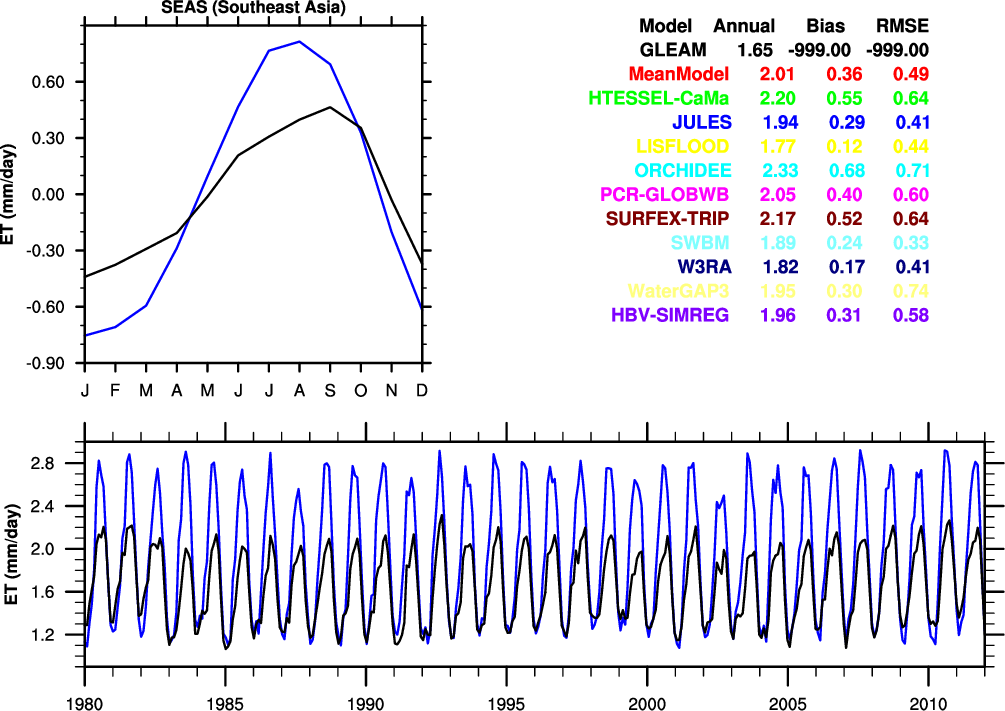 SEAS (Southeast Asia)
ET (mm/day)
0.60
0.30
0.00
-0.30
-0.60
-0.90
J F M A M J J A S O N D
Model Annual Bias RMSE
GLEAM 1.65 -999.00 -999.00
MeanModel 2.01 0.36 0.49
HTESSEL-CaMa 2.20 0.55 0.64
JULES 1.94 0.29 0.41
LISFLOOD 1.77 0.12 0.44
ORCHIDEE 2.33 0.68 0.71
PCR-GLOBWB 2.05 0.40 0.60
SURFEX-TRIP 2.17 0.52 0.64
SWBM 1.89 0.24 0.33
W3RA 1.82 0.17 0.41
WaterGAP3 1.95 0.30 0.74
HBV-SIMREG 1.96 0.31 0.58
ET (mm/day)
2.8
2.4
2.0
1.6
1.2
1980 1985 1990 1995 2000 2005 2010